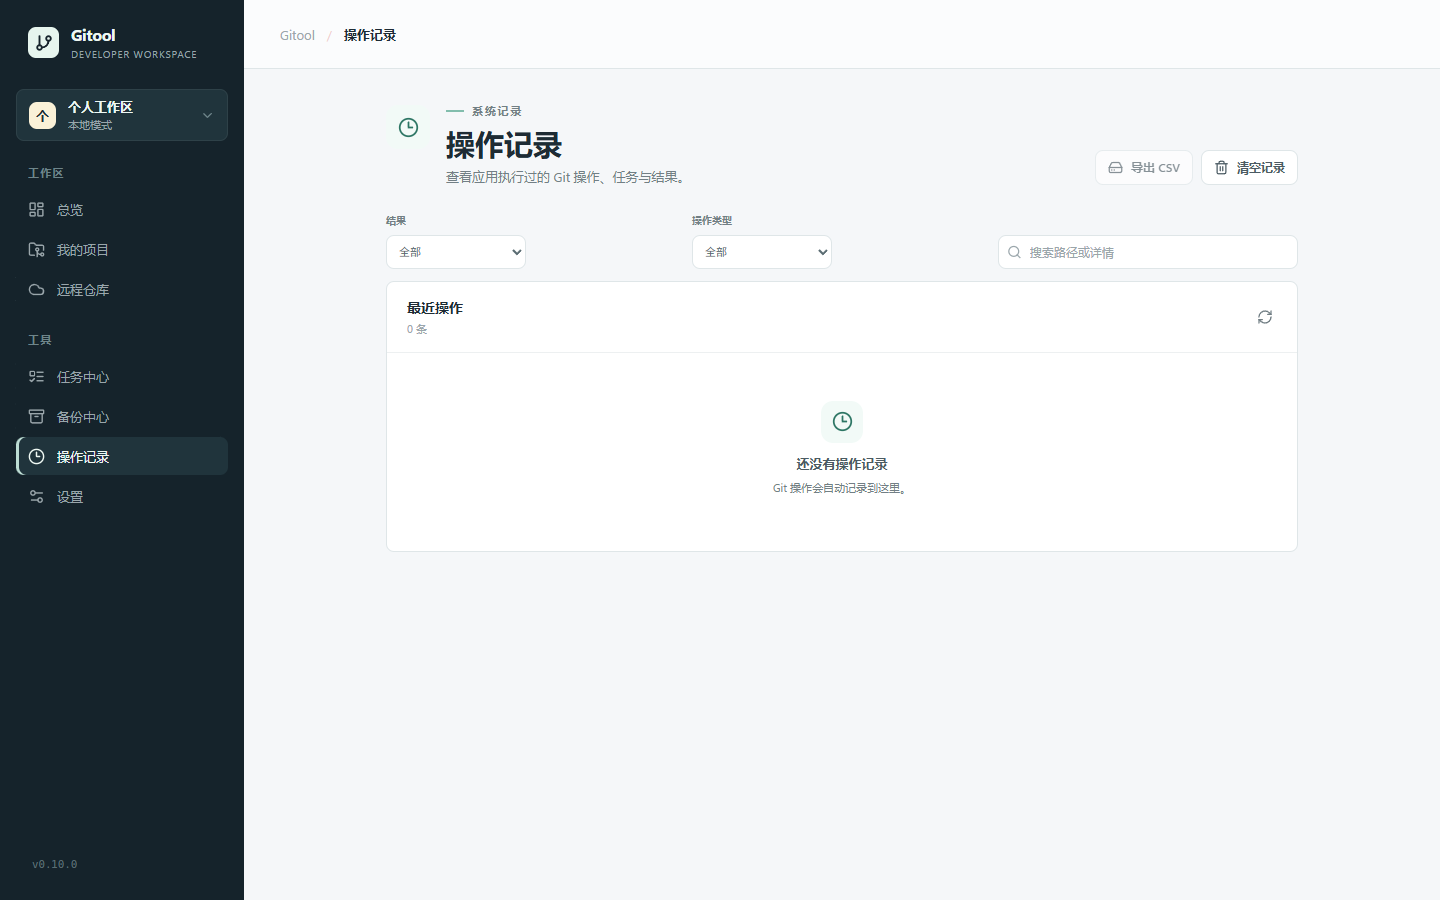 Gitool
DEVELOPER WORKSPACE
个
个人工作区
本地模式
工作区
总览
我的项目
远程仓库
工具
任务中心
备份中心
操作记录
设置
v0.10.0
Gitool / 操作记录
系统记录
操作记录
查看应用执行过的 Git 操作、任务与结果。
导出 CSV
清空记录
结果
全部
操作类型
全部
搜索路径或详情
最近操作
0 条
还没有操作记录
Git 操作会自动记录到这里。